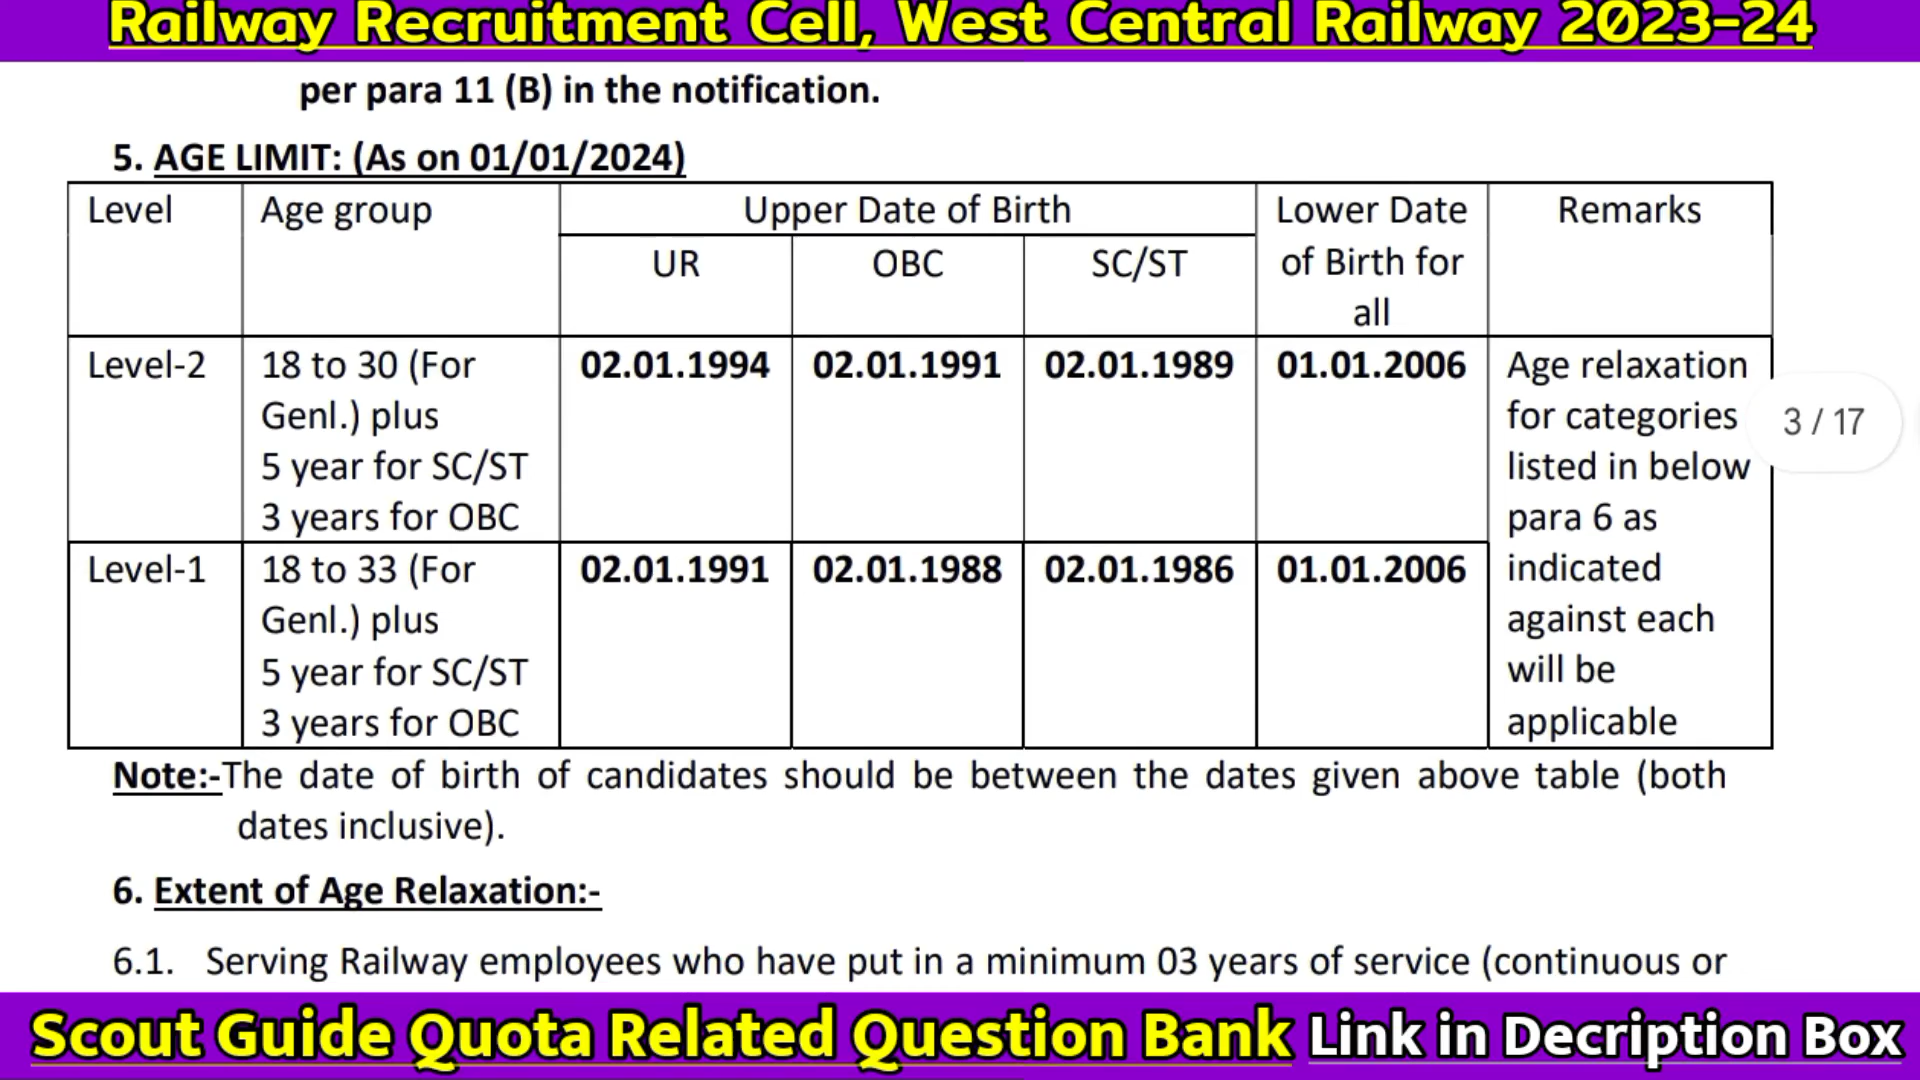 Railway Recruitment Cell, West Central Railway 2023-24
per para 11 (B) in the notification.
5. AGE LIMIT: (As on 01/01/2024)
Level
Age group
Upper Date of Birth
Lower Date
of Birth for
all
Remarks
UR
OBC
SC/ST
Level-2
18 to 30 (For
Genl.) plus
5 year for SC/ST
3 years for OBC
02.01.1994
02.01.1991
02.01.1989
01.01.2006
Age relaxation
for categories
listed in below
para 6 as
indicated
against each
will be
applicable
3 / 17
Level-1
18 to 33 (For
Genl.) plus
5 year for SC/ST
3 years for OBC
02.01.1991
02.01.1988
02.01.1986
01.01.2006
Note:-The date of birth of candidates should be between the dates given above table (both
dates inclusive).
6. Extent of Age Relaxation:-
6.1. Serving Railway employees who have put in a minimum 03 years of service (continuous or
Scout Guide Quota Related Question Bank Link in Decription Box